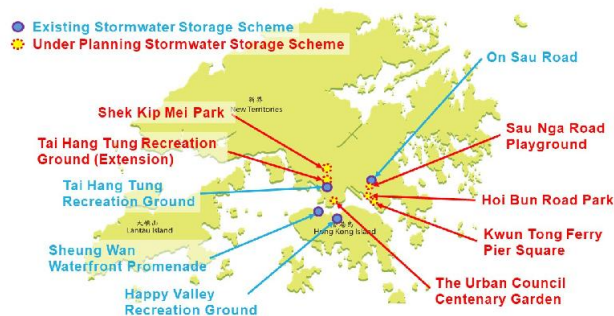 Existing Stormwater Storage Scheme
Under Planning Stormwater Storage Scheme
On Sau Road
新界
New Territories
Shek Kip Mei Park
Tai Hang Tung Recreation
Ground (Extension)
Sau Nga Road
Playground
Tai Hang Tung
Recreation Ground
Hoi Bun Road Park
大嶼山
Lantau Island
香港島
Hong Kong Island
Kwun Tong Ferry
Pier Square
Sheung Wan
Waterfront Promenade
The Urban Council
Centenary Garden
Happy Valley
Recreation Ground